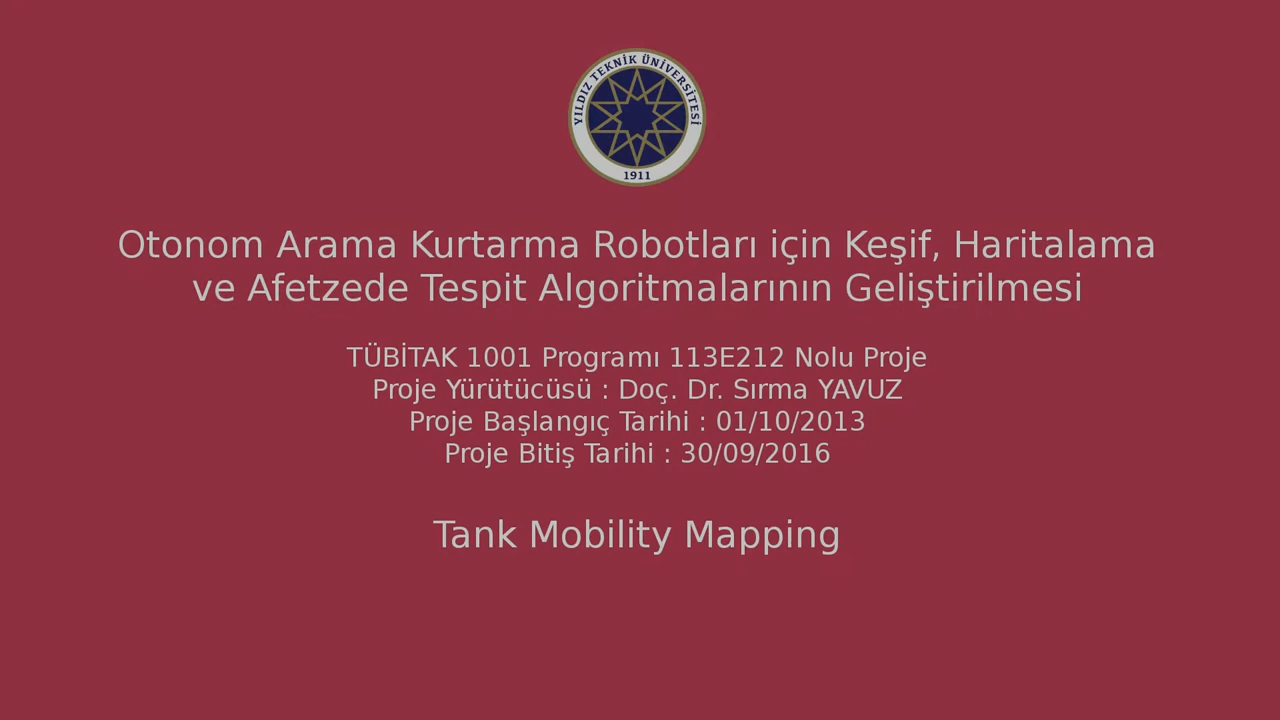 YILDIZ TEKNİK ÜNİVERSİTESİ
1911
Otonom Arama Kurtarma Robotları için Keşif, Haritalama
ve Afetzede Tespit Algoritmalarının Geliştirilmesi
TÜBİTAK 1001 Programı 113E212 Nolu Proje
Proje Yürütücüsü : Doç. Dr. Sırma YAVUZ
Proje Başlangıç Tarihi : 01/10/2013
Proje Bitiş Tarihi : 30/09/2016
Tank Mobility Mapping